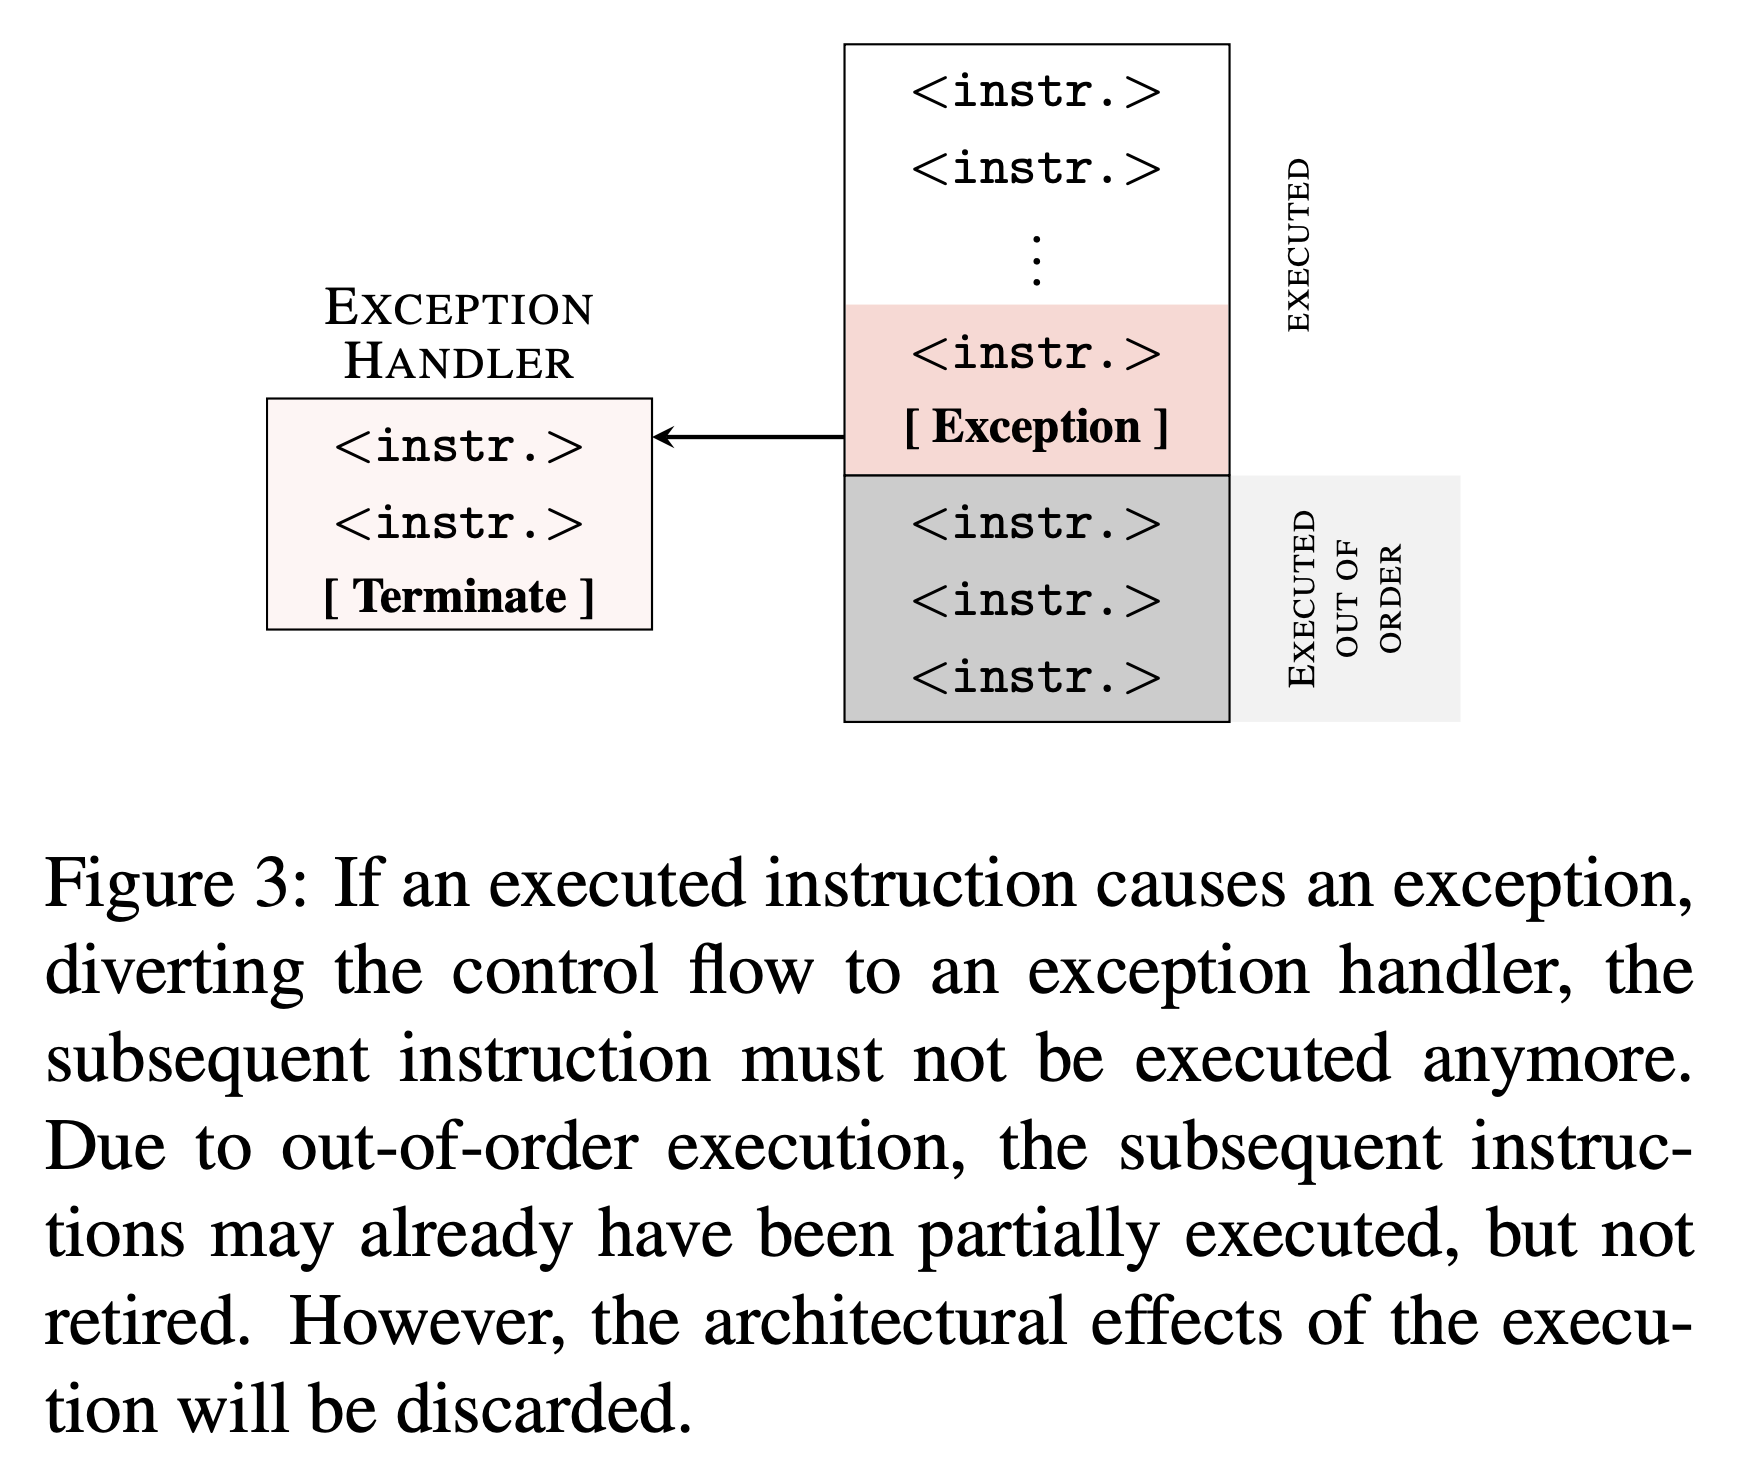 <instr.>
<instr.>
⋮
<instr.>
[ Exception ]
<instr.>
<instr.>
<instr.>
EXECUTED
EXECUTED
OUT OF
ORDER
EXCEPTION
HANDLER
<instr.>
<instr.>
[ Terminate ]
Figure 3: If an executed instruction causes an exception,
diverting the control flow to an exception handler, the
subsequent instruction must not be executed anymore.
Due to out-of-order execution, the subsequent instruc-
tions may already have been partially executed, but not
retired. However, the architectural effects of the execu-
tion will be discarded.